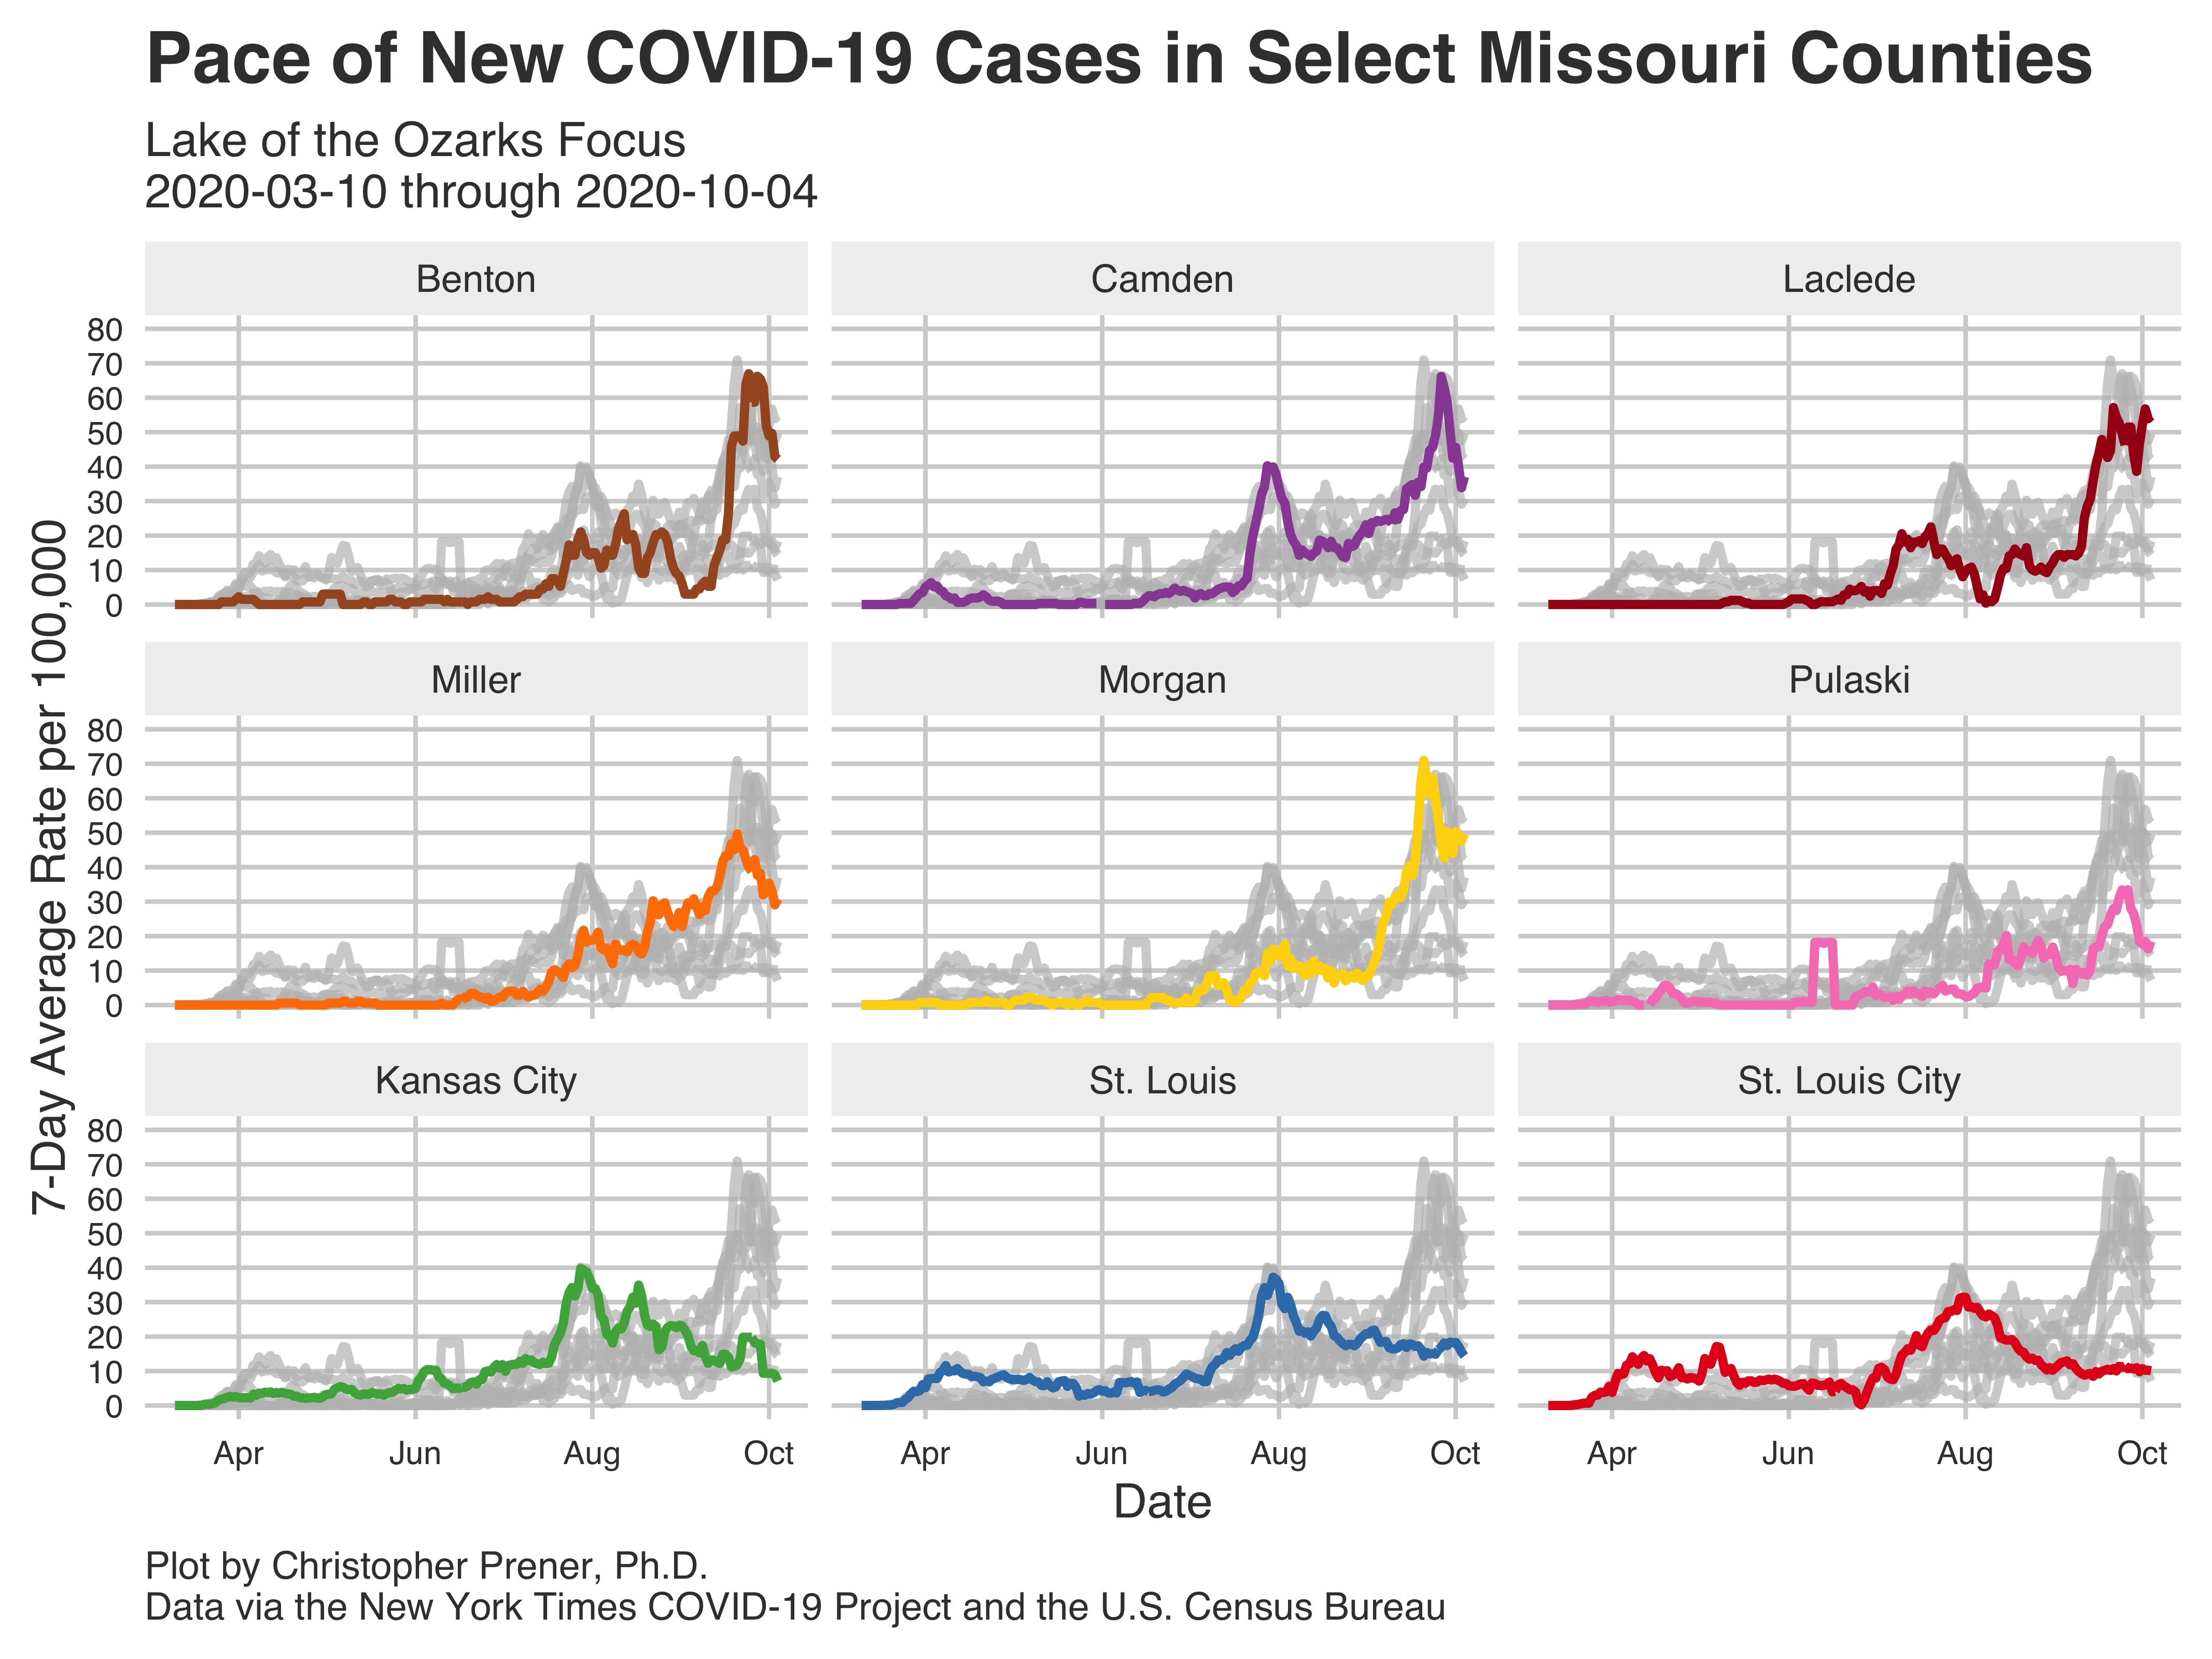 Pace of New COVID-19 Cases in Select Missouri Counties
Lake of the Ozarks Focus
2020-03-10 through 2020-10-04
Benton
Camden
Laclede
80
70
60
50
40
30
20
10
0
Miller
Morgan
Pulaski
80
70
60
50
40
30
20
10
0
Kansas City
St. Louis
St. Louis City
80
70
60
50
40
30
20
10
0
7-Day Average Rate per 100,000
Apr Jun Aug Oct
Apr Jun Aug Oct
Apr Jun Aug Oct
Date
Plot by Christopher Prener, Ph.D.
Data via the New York Times COVID-19 Project and the U.S. Census Bureau